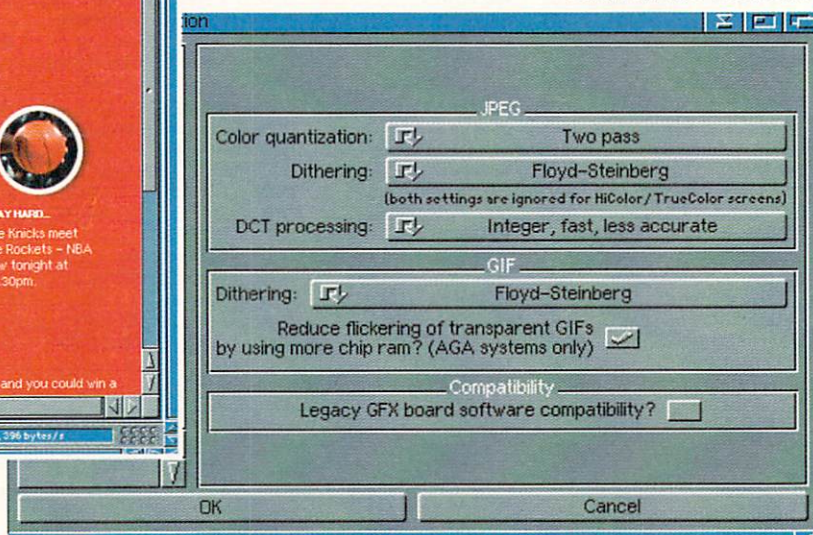 AY HARD...
e Knicks meet
e Rockets – NBA
w tonight at
:30pm.
and you could win a
396 bytes/s
ion
JPEG
Color quantization: Two pass
Dithering: Floyd-Steinberg
(both settings are ignored for HiColor/TrueColor screens)
DCT processing: Integer, fast, less accurate
GIF
Dithering: Floyd-Steinberg
Reduce flickering of transparent GIFs
by using more chip ram? (AGA systems only)
Compatibility
Legacy GFX board software compatibility?
OK
Cancel